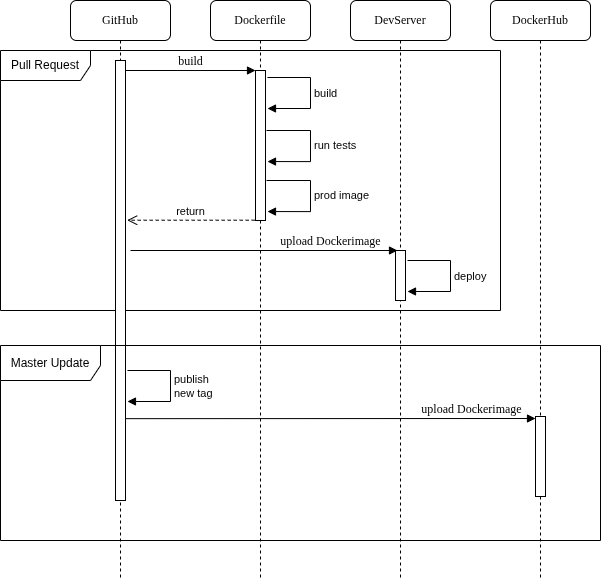 GitHub
Dockerfile
DevServer
DockerHub
Pull Request
build
build
run tests
prod image
return
upload Dockerimage
deploy
Master Update
publish
new tag
upload Dockerimage